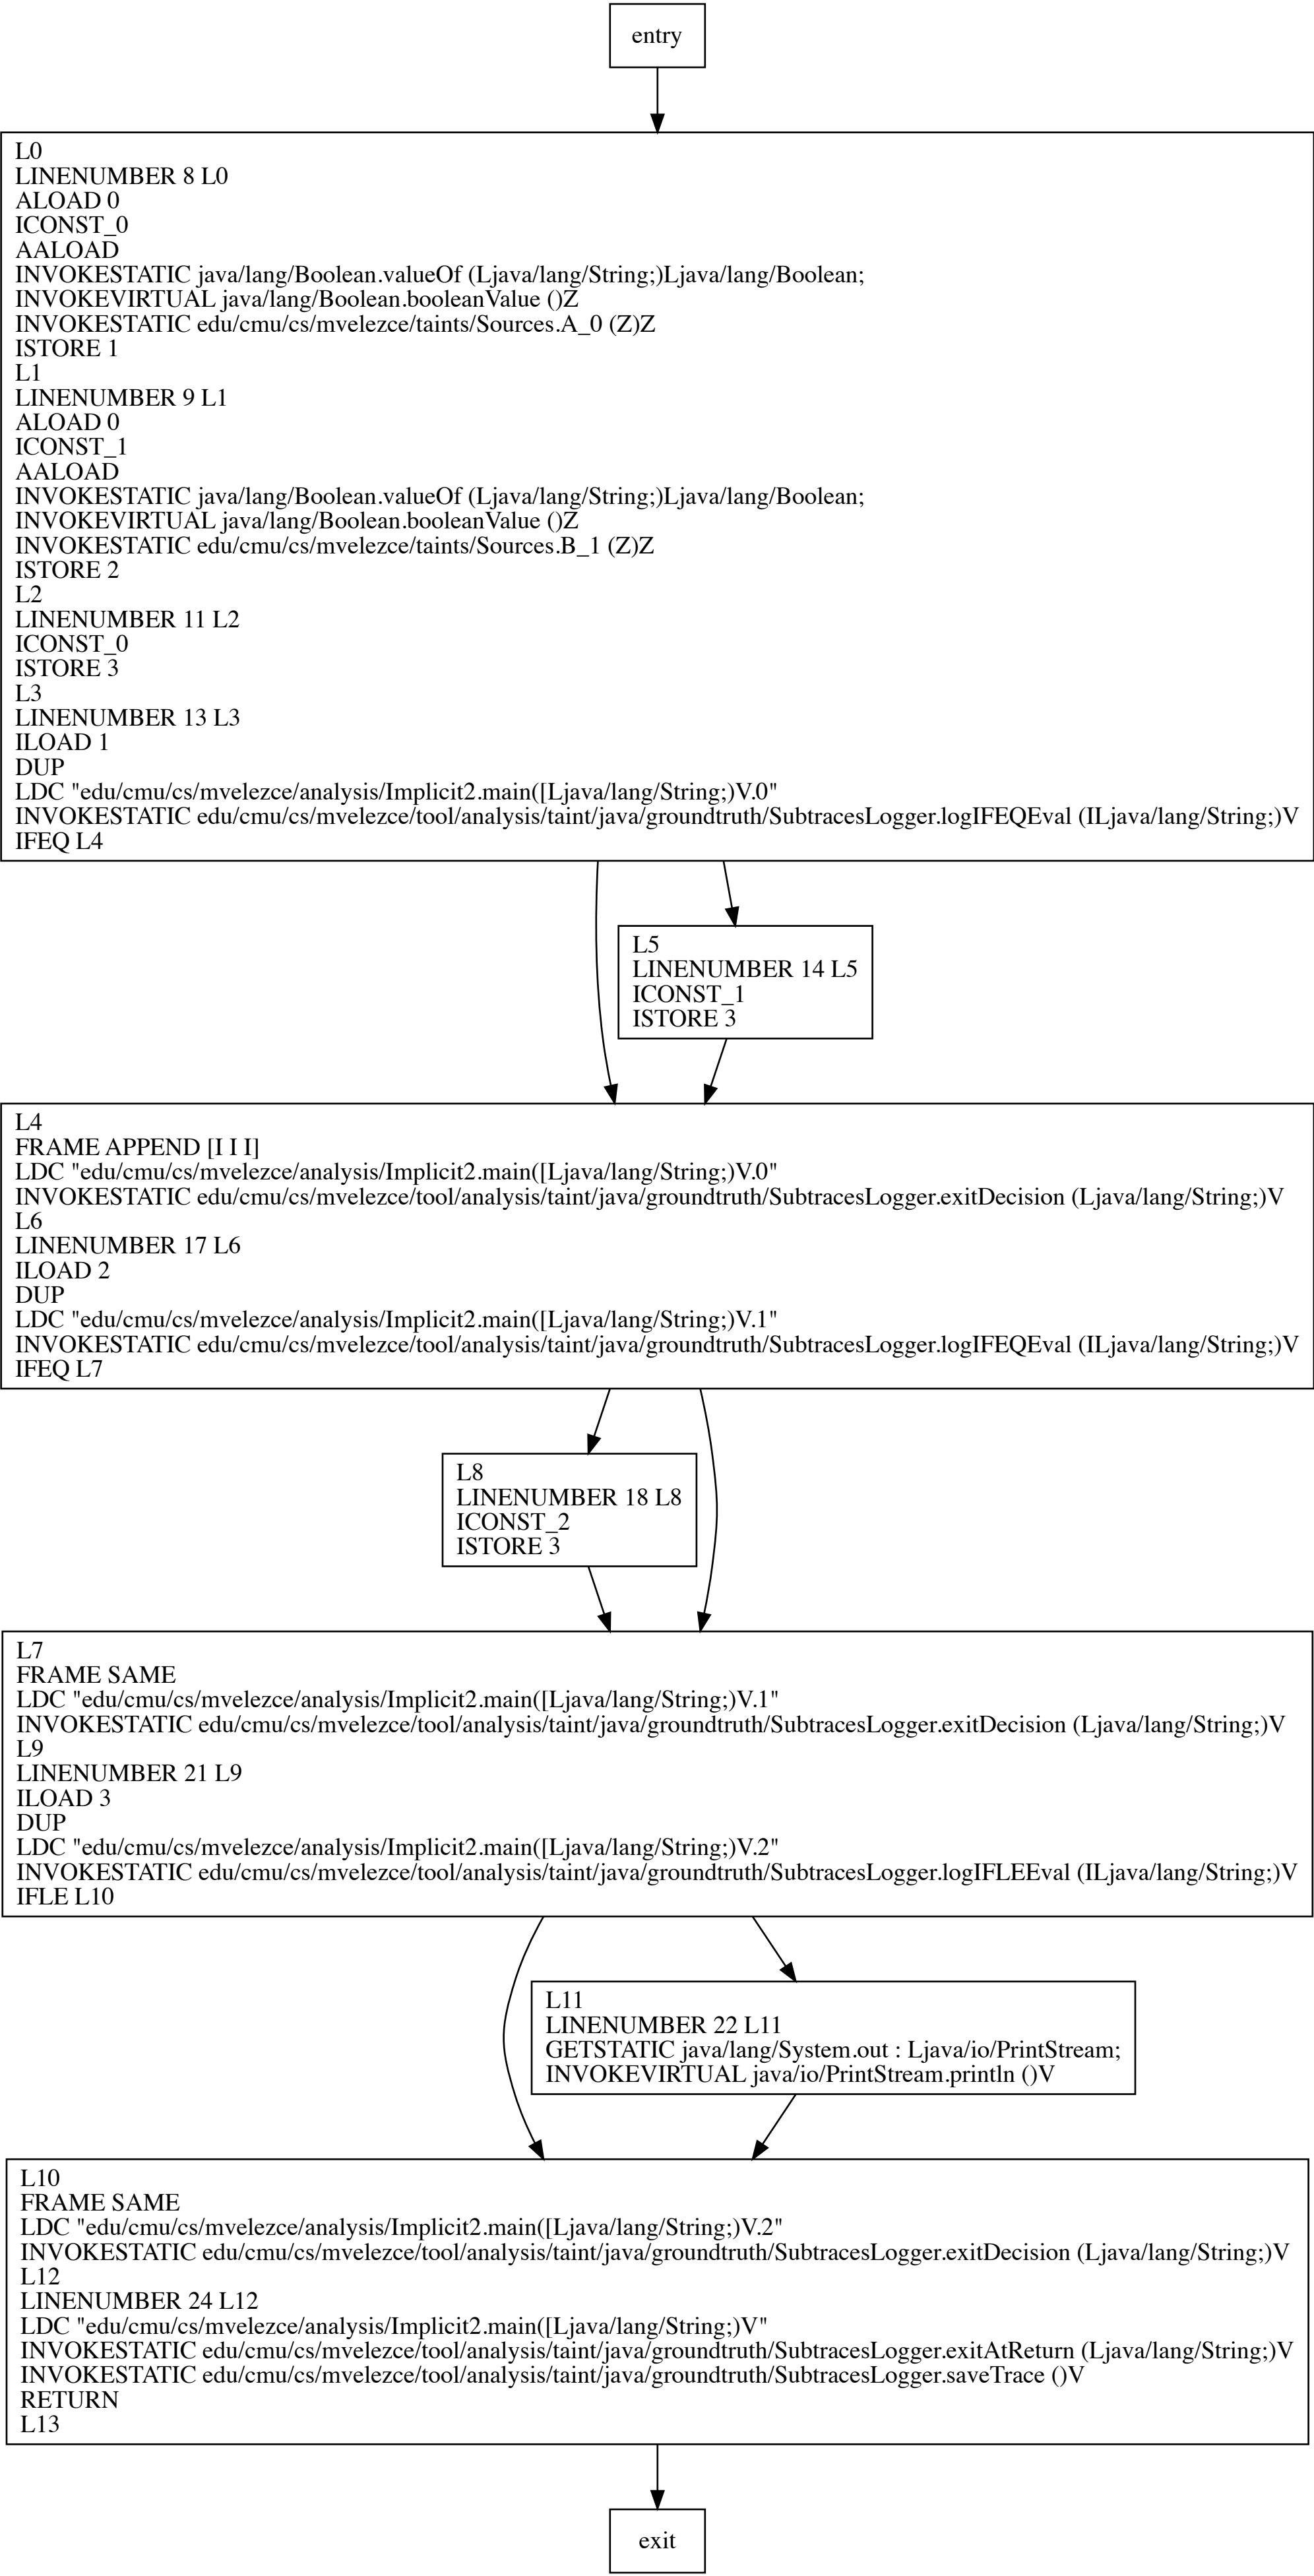 entry
L0
LINENUMBER 8 L0
ALOAD 0
ICONST_0
AALOAD
INVOKESTATIC java/lang/Boolean.valueOf (Ljava/lang/String;)Ljava/lang/Boolean;
INVOKEVIRTUAL java/lang/Boolean.booleanValue ()Z
INVOKESTATIC edu/cmu/cs/mvelezce/taints/Sources.A_0 (Z)Z
ISTORE 1
L1
LINENUMBER 9 L1
ALOAD 0
ICONST_1
AALOAD
INVOKESTATIC java/lang/Boolean.valueOf (Ljava/lang/String;)Ljava/lang/Boolean;
INVOKEVIRTUAL java/lang/Boolean.booleanValue ()Z
INVOKESTATIC edu/cmu/cs/mvelezce/taints/Sources.B_1 (Z)Z
ISTORE 2
L2
LINENUMBER 11 L2
ICONST_0
ISTORE 3
L3
LINENUMBER 13 L3
ILOAD 1
DUP
LDC "edu/cmu/cs/mvelezce/analysis/Implicit2.main([Ljava/lang/String;)V.0"
INVOKESTATIC edu/cmu/cs/mvelezce/tool/analysis/taint/java/groundtruth/SubtracesLogger.logIFEQEval (ILjava/lang/String;)V
IFEQ L4
L5
LINENUMBER 14 L5
ICONST_1
ISTORE 3
L4
FRAME APPEND [I I I]
LDC "edu/cmu/cs/mvelezce/analysis/Implicit2.main([Ljava/lang/String;)V.0"
INVOKESTATIC edu/cmu/cs/mvelezce/tool/analysis/taint/java/groundtruth/SubtracesLogger.exitDecision (Ljava/lang/String;)V
L6
LINENUMBER 17 L6
ILOAD 2
DUP
LDC "edu/cmu/cs/mvelezce/analysis/Implicit2.main([Ljava/lang/String;)V.1"
INVOKESTATIC edu/cmu/cs/mvelezce/tool/analysis/taint/java/groundtruth/SubtracesLogger.logIFEQEval (ILjava/lang/String;)V
IFEQ L7
L8
LINENUMBER 18 L8
ICONST_2
ISTORE 3
L7
FRAME SAME
LDC "edu/cmu/cs/mvelezce/analysis/Implicit2.main([Ljava/lang/String;)V.1"
INVOKESTATIC edu/cmu/cs/mvelezce/tool/analysis/taint/java/groundtruth/SubtracesLogger.exitDecision (Ljava/lang/String;)V
L9
LINENUMBER 21 L9
ILOAD 3
DUP
LDC "edu/cmu/cs/mvelezce/analysis/Implicit2.main([Ljava/lang/String;)V.2"
INVOKESTATIC edu/cmu/cs/mvelezce/tool/analysis/taint/java/groundtruth/SubtracesLogger.logIFLEEval (ILjava/lang/String;)V
IFLE L10
L11
LINENUMBER 22 L11
GETSTATIC java/lang/System.out : Ljava/io/PrintStream;
INVOKEVIRTUAL java/io/PrintStream.println ()V
L10
FRAME SAME
LDC "edu/cmu/cs/mvelezce/analysis/Implicit2.main([Ljava/lang/String;)V.2"
INVOKESTATIC edu/cmu/cs/mvelezce/tool/analysis/taint/java/groundtruth/SubtracesLogger.exitDecision (Ljava/lang/String;)V
L12
LINENUMBER 24 L12
LDC "edu/cmu/cs/mvelezce/analysis/Implicit2.main([Ljava/lang/String;)V"
INVOKESTATIC edu/cmu/cs/mvelezce/tool/analysis/taint/java/groundtruth/SubtracesLogger.exitAtReturn (Ljava/lang/String;)V
INVOKESTATIC edu/cmu/cs/mvelezce/tool/analysis/taint/java/groundtruth/SubtracesLogger.saveTrace ()V
RETURN
L13
exit